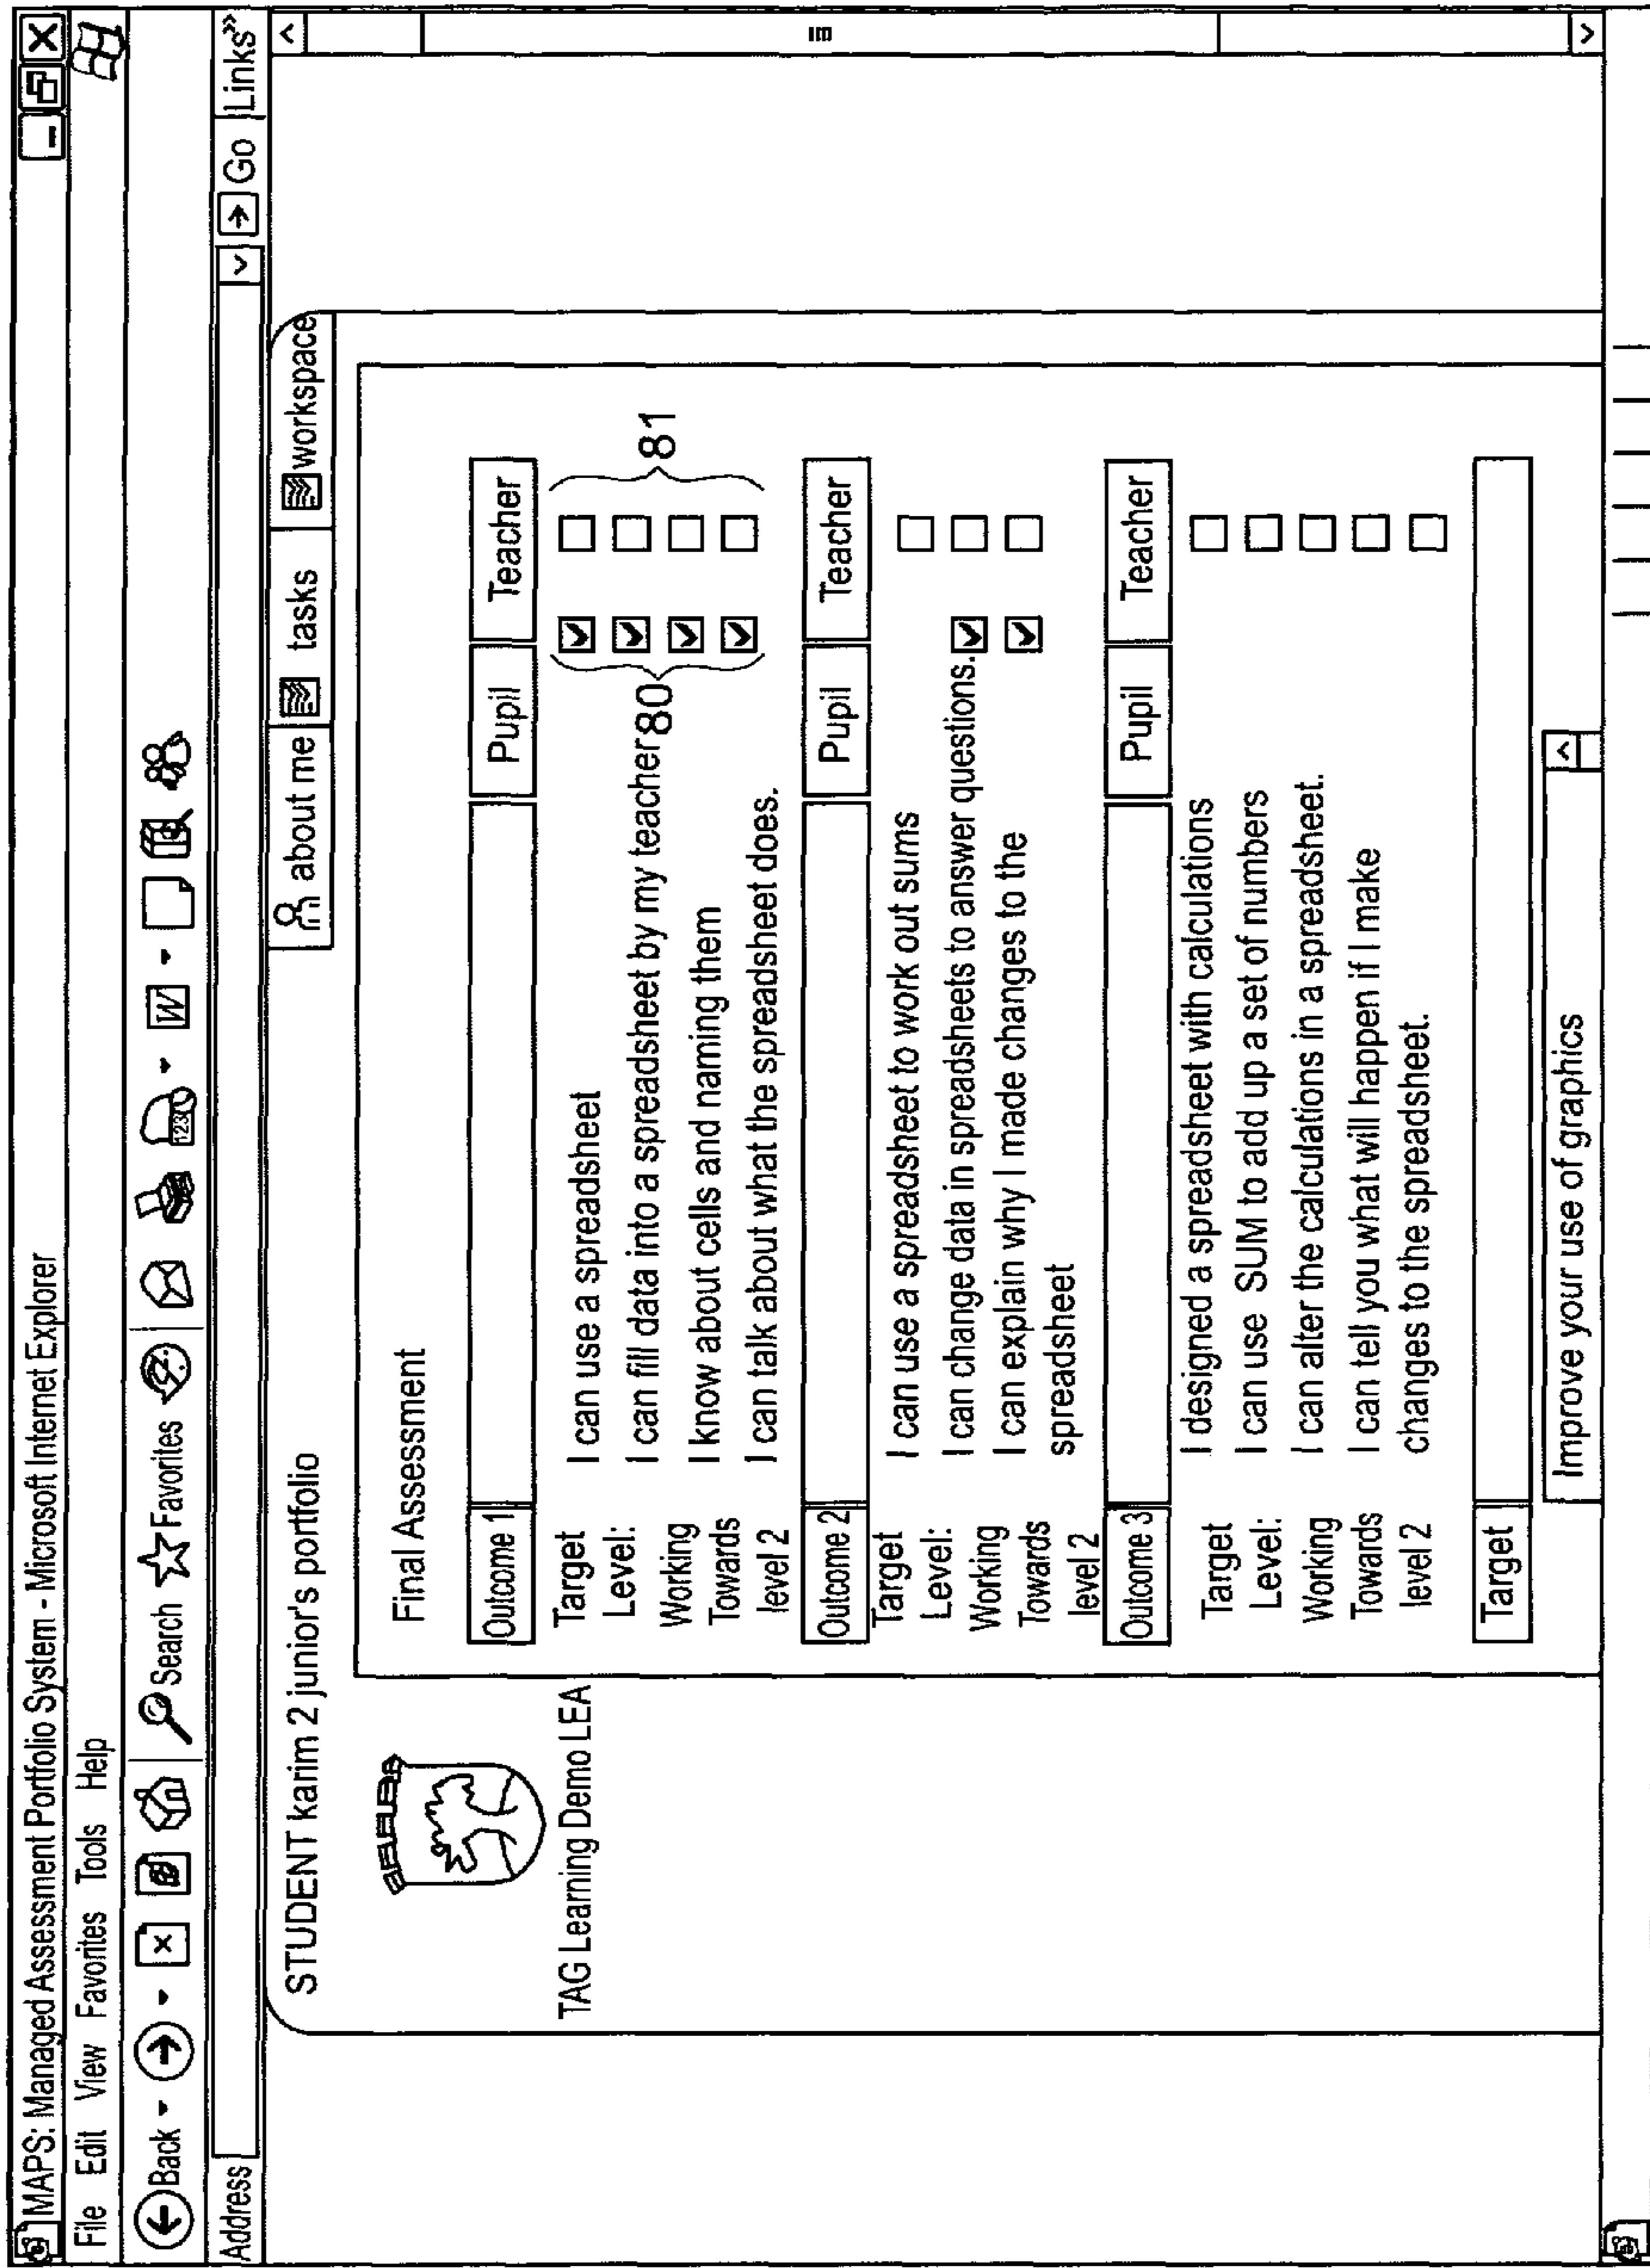 MAPS: Managed Assessment Portfolio System - Microsoft Internet Explorer
File Edit View Favorites Tools Help
Back Search Favorites 123 W
Address Go Links »
STUDENT karim 2 junior's portfolio
about me tasks workspace
TAG Learning Demo LEA
Final Assessment
Outcome 1 Pupil Teacher
Target
Level:
Working
Towards
level 2
I can use a spreadsheet
I can fill data into a spreadsheet by my teacher
I know about cells and naming them
I can talk about what the spreadsheet does.
80 81
Outcome 2 Pupil Teacher
Target
Level:
Working
Towards
level 2
I can use a spreadsheet to work out sums
I can change data in spreadsheets to answer questions.
I can explain why I made changes to the
spreadsheet
Outcome 3 Pupil Teacher
Target
Level:
Working
Towards
level 2
I designed a spreadsheet with calculations
I can use SUM to add up a set of numbers
I can alter the calculations in a spreadsheet.
I can tell you what will happen if I make
changes to the spreadsheet.
Target
Improve your use of graphics